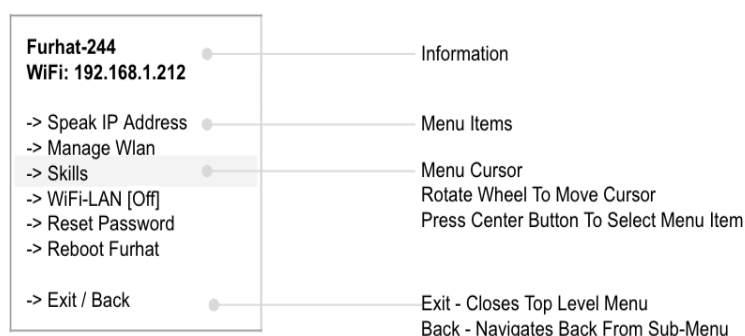 Furhat-244
WiFi: 192.168.1.212
-> Speak IP Address
-> Manage Wlan
-> Skills
-> WiFi-LAN [Off]
-> Reset Password
-> Reboot Furhat
-> Exit / Back
Information
Menu Items
Menu Cursor
Rotate Wheel To Move Cursor
Press Center Button To Select Menu Item
Exit - Closes Top Level Menu
Back - Navigates Back From Sub-Menu